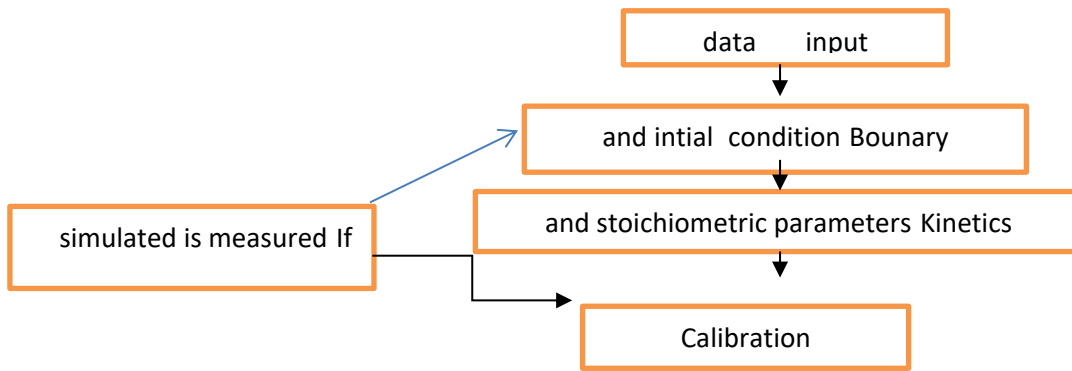 data input
and intial condition Bounary
and stoichiometric parameters Kinetics
simulated is measured If
Calibration